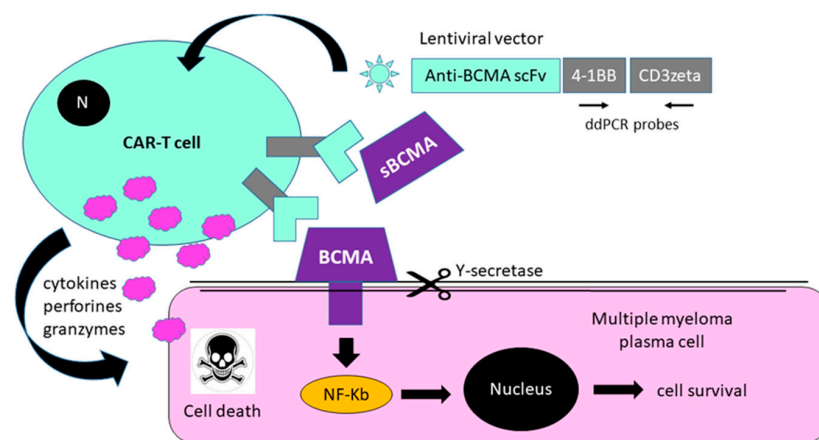 Lentiviral vector
Anti-BCMA scFv
4-1BB
CD3zeta
ddPCR probes
N
CAR-T cell
sBCMA
BCMA
Y-secretase
cytokines
perforines
granzymes
Multiple myeloma
plasma cell
Cell death
NF-Kb
Nucleus
cell survival